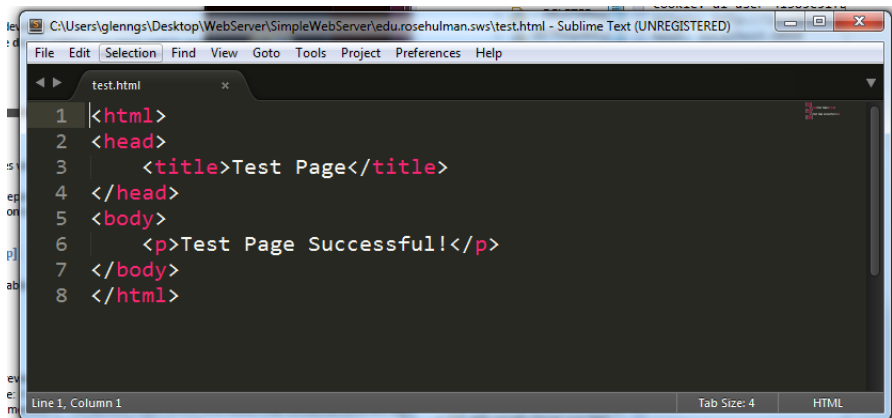 C:\Users\glenngs\Desktop\WebServer\SimpleWebServer\edu.rosehulman.sws\test.html - Sublime Text (UNREGISTERED)
File Edit Selection Find View Goto Tools Project Preferences Help
test.html
1 <html>
2 <head>
3 <title>Test Page</title>
4 </head>
5 <body>
6 <p>Test Page Successful!</p>
7 </body>
8 </html>
Line 1, Column 1
Tab Size: 4
HTML